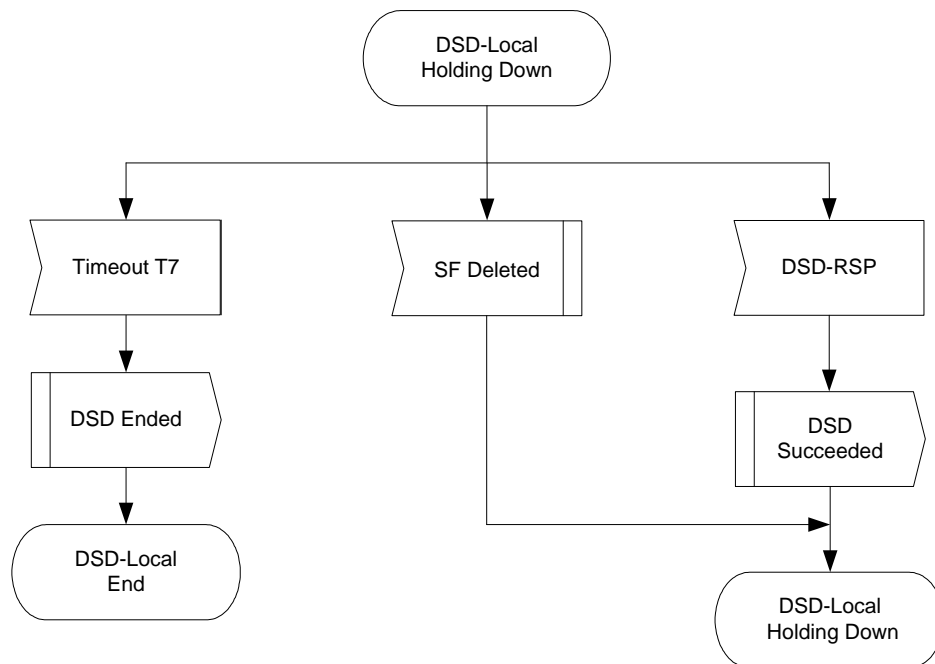 DSD-Local
Holding Down
Timeout T7
SF Deleted
DSD-RSP
DSD Ended
DSD
Succeeded
DSD-Local
End
DSD-Local
Holding Down